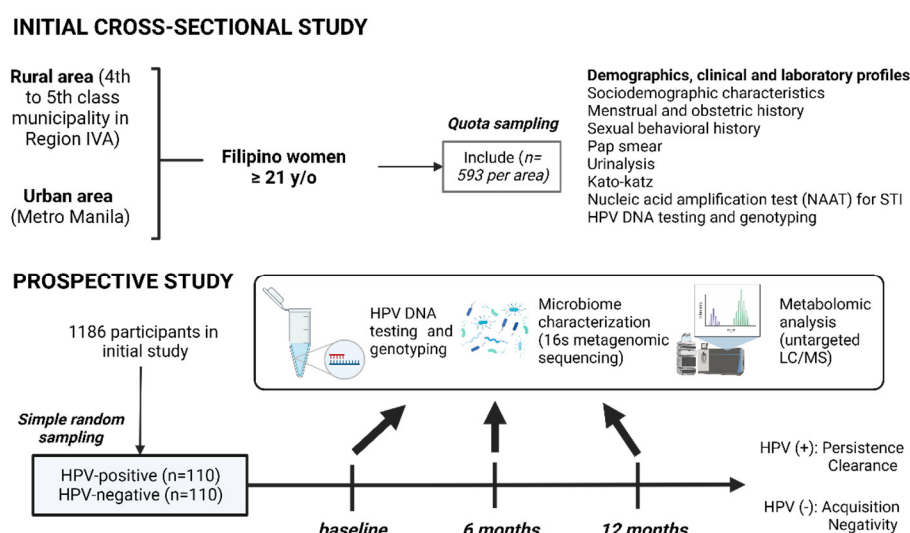 INITIAL CROSS-SECTIONAL STUDY
Rural area (4th
to 5th class
municipality in
Region IVA)
Urban area
(Metro Manila)
Filipino women
≥ 21 y/o
Quota sampling
Include (n=
593 per area)
Demographics, clinical and laboratory profiles
Sociodemographic characteristics
Menstrual and obstetric history
Sexual behavioral history
Pap smear
Urinalysis
Kato-katz
Nucleic acid amplification test (NAAT) for STI
HPV DNA testing and genotyping
PROSPECTIVE STUDY
1186 participants in
initial study
Simple random
sampling
HPV-positive (n=110)
HPV-negative (n=110)
HPV DNA
testing and
genotyping
Microbiome
characterization
(16s metagenomic
sequencing)
Metabolomic
analysis
(untargeted
LC/MS)
baseline
6 months
12 months
HPV (+): Persistence
Clearance
HPV (-): Acquisition
Negativity